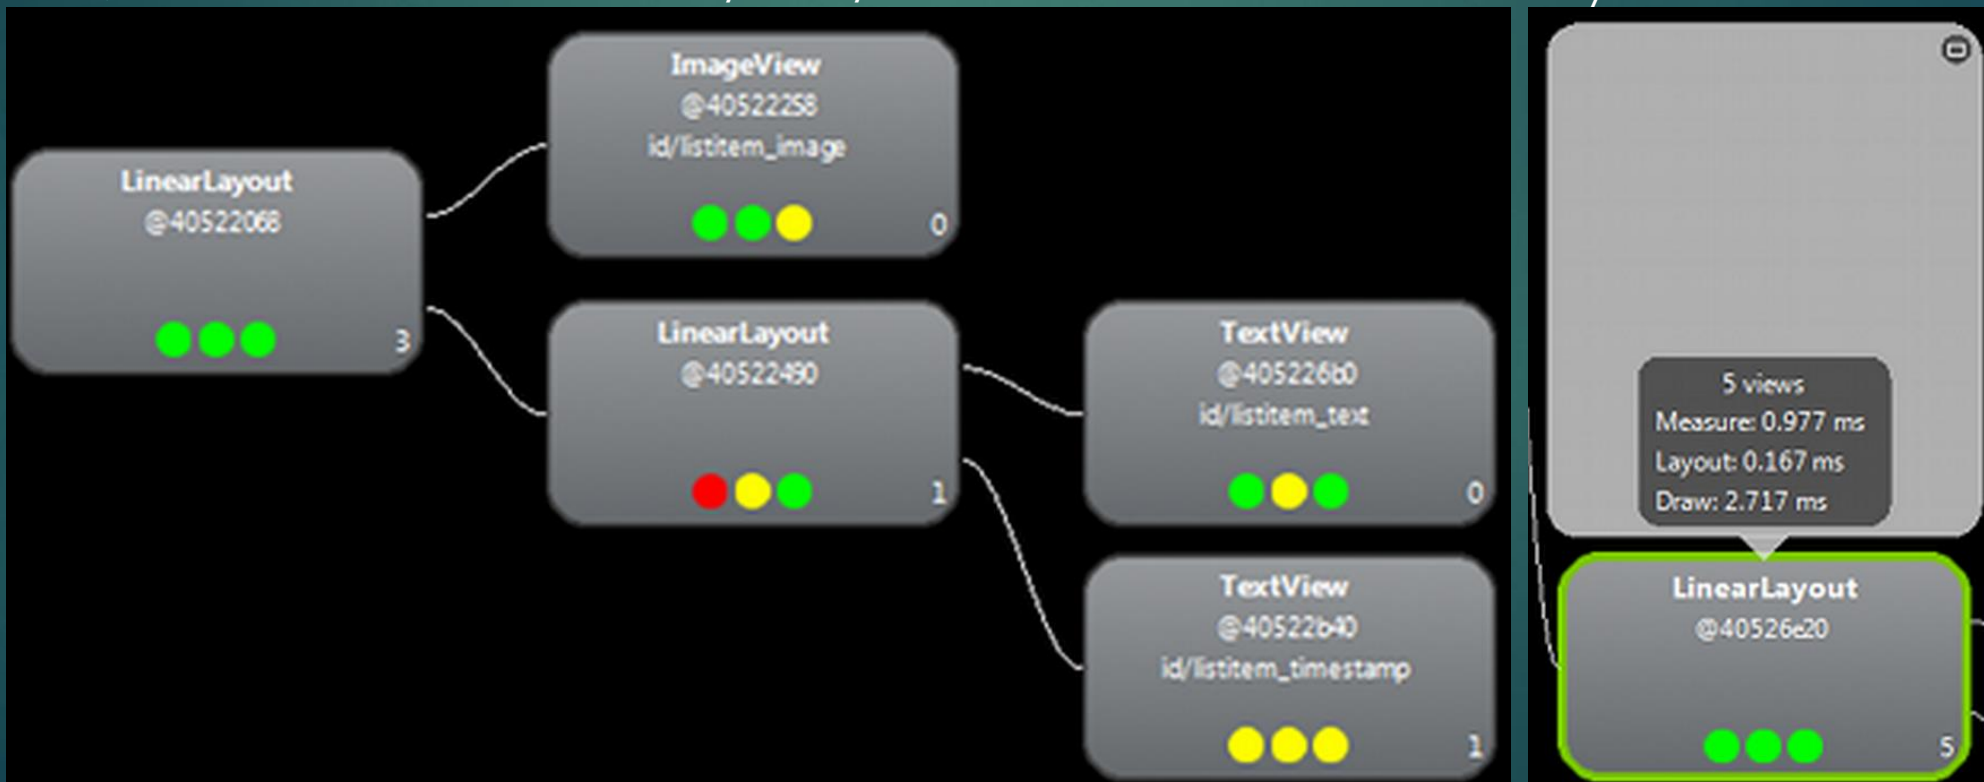 LinearLayout
@40522068
3
ImageView
@40522258
id/listitem_image
0
LinearLayout
@40522490
1
TextView
@405226b0
id/listitem_text
0
TextView
@40522b40
id/listitem_timestamp
1
5 views
Measure: 0.977 ms
Layout: 0.167 ms
Draw: 2.717 ms
LinearLayout
@40526e20
5